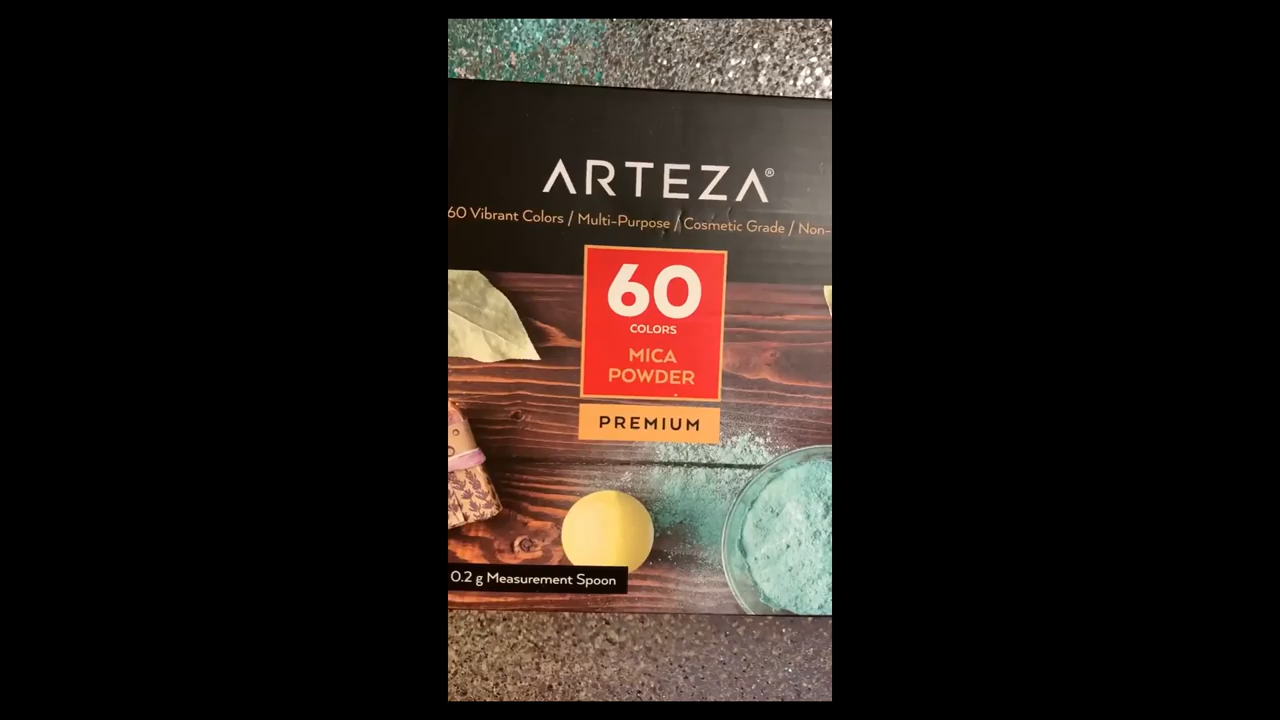 ARTEZA®
60 Vibrant Colors / Multi-Purpose / Cosmetic Grade / Non-
60
COLORS
MICA
POWDER
PREMIUM
0.2 g Measurement Spoon